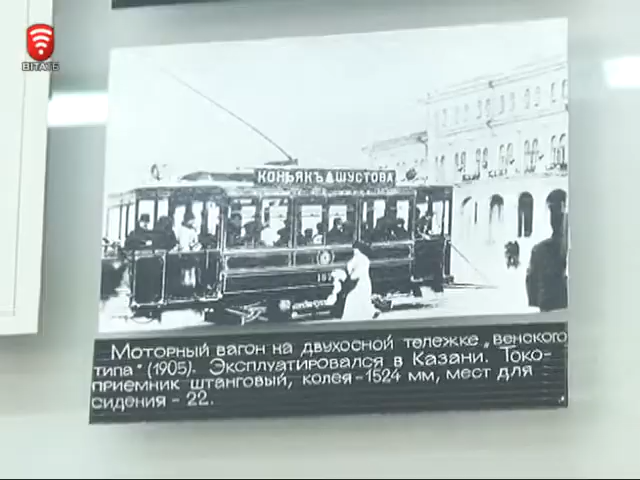 ВІТА ТБ
КОНЬЯКЪ ШУСТОВА
Моторный вагон на двухосной тележке „венского
типа" (1905). Эксплуатировался в Казани. Токо-
приемник штанговый, колея-1524 мм, мест для
сидения - 22.